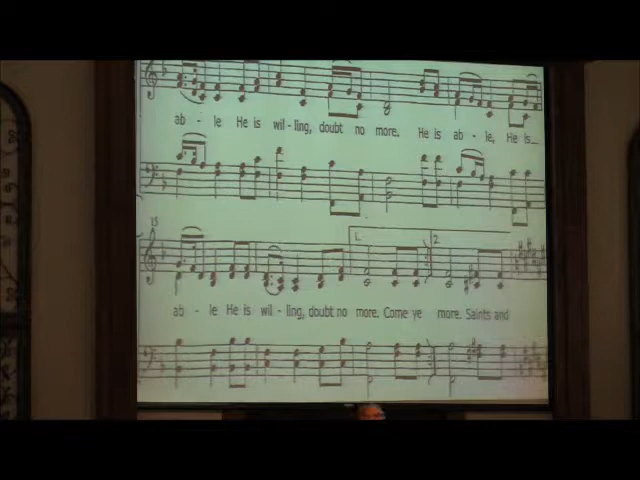 ab - le He is wil - ling, doubt no more. He is ab - le, He is
15
1. 2
ab - le He is wil - ling, doubt no more. Come ye more. Saints and